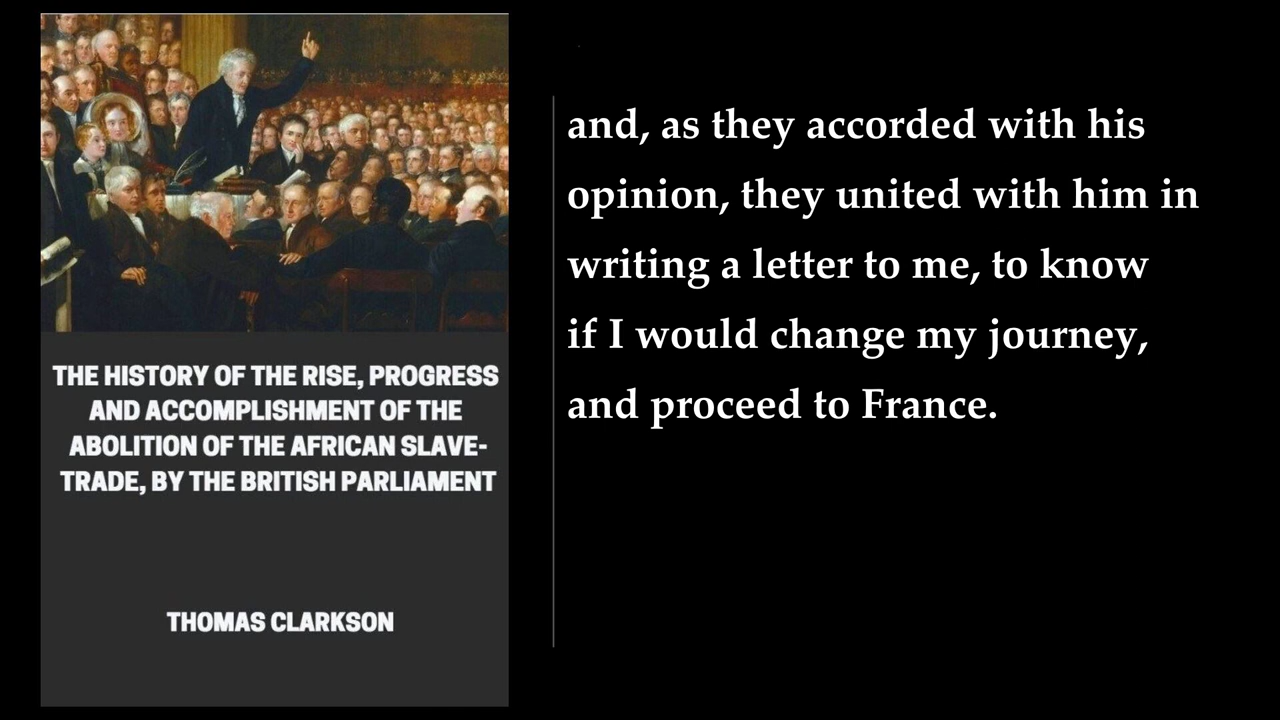 THE HISTORY OF THE RISE, PROGRESS
AND ACCOMPLISHMENT OF THE
ABOLITION OF THE AFRICAN SLAVE-
TRADE, BY THE BRITISH PARLIAMENT
THOMAS CLARKSON
and, as they accorded with his
opinion, they united with him in
writing a letter to me, to know
if I would change my journey,
and proceed to France.